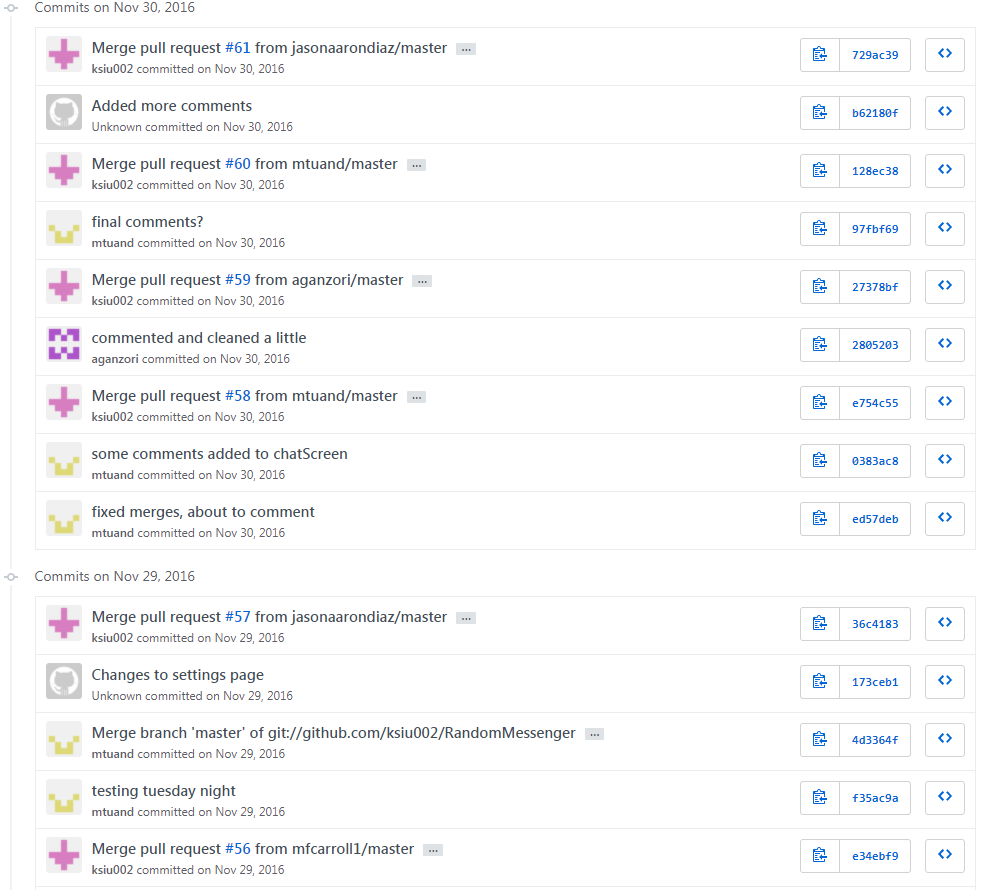 Commits on Nov 30, 2016
Merge pull request #61 from jasonaarondiaz/master ...
729ac39
ksiu002 committed on Nov 30, 2016
Added more comments
b62180f
Unknown committed on Nov 30, 2016
Merge pull request #60 from mtuand/master ...
128ec38
ksiu002 committed on Nov 30, 2016
final comments?
97fbf69
mtuand committed on Nov 30, 2016
Merge pull request #59 from aganzori/master ...
27378bf
ksiu002 committed on Nov 30, 2016
commented and cleaned a little
2805203
aganzori committed on Nov 30, 2016
Merge pull request #58 from mtuand/master ...
e754c55
ksiu002 committed on Nov 30, 2016
some comments added to chatScreen
0383ac8
mtuand committed on Nov 30, 2016
fixed merges, about to comment
ed57deb
mtuand committed on Nov 30, 2016
Commits on Nov 29, 2016
Merge pull request #57 from jasonaarondiaz/master ...
36c4183
ksiu002 committed on Nov 29, 2016
Changes to settings page
173ceb1
Unknown committed on Nov 29, 2016
Merge branch 'master' of git://github.com/ksiu002/RandomMessenger ...
4d3364f
mtuand committed on Nov 29, 2016
testing tuesday night
f35ac9a
mtuand committed on Nov 29, 2016
Merge pull request #56 from mfcarroll1/master ...
e34ebf9
ksiu002 committed on Nov 29, 2016